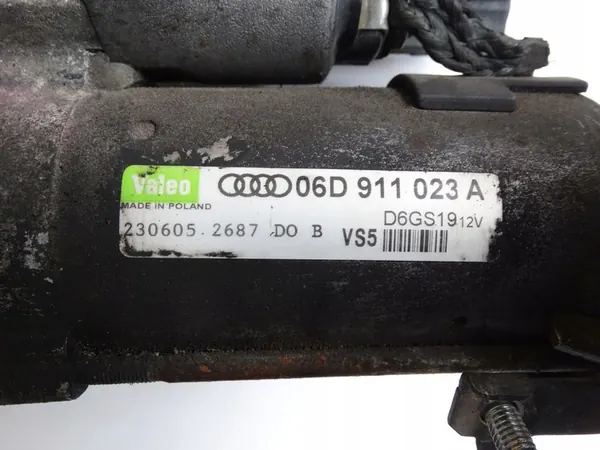 Valeo 06D 911 023 A
MADE IN POLAND D6GS19 12V
230605 2687 DO B VS5